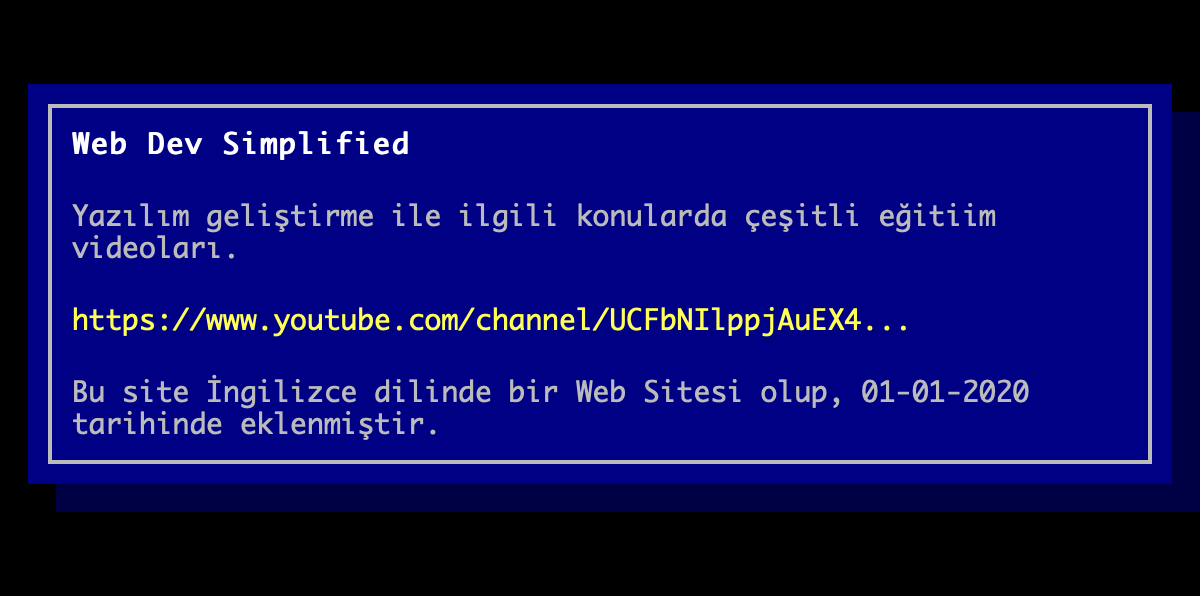 Web Dev Simplified
Yazılım geliştirme ile ilgili konularda çeşitli eğitiim
videoları.
https://www.youtube.com/channel/UCFbNIlppjAuEX4...
Bu site İngilizce dilinde bir Web Sitesi olup, 01-01-2020
tarihinde eklenmiştir.